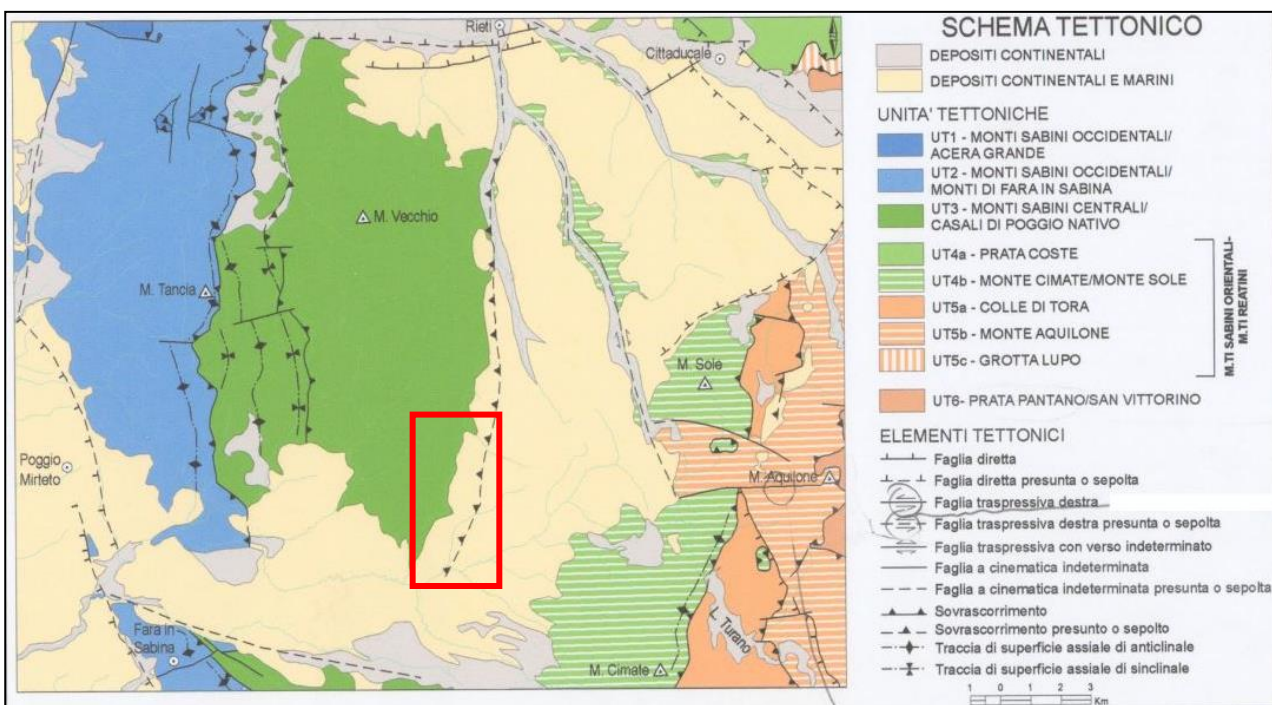 Rieti
Cittaducale
M. Vecchio
M. Tancia
M. Sole
Poggio
Mirteto
M. Aquilone
Fara in
Sabina
L. Turano
M. Cimate
SCHEMA TETTONICO
DEPOSITI CONTINENTALI
DEPOSITI CONTINENTALI E MARINI
UNITA' TETTONICHE
UT1 - MONTI SABINI OCCIDENTALI/
ACERA GRANDE
UT2 - MONTI SABINI OCCIDENTALI/
MONTI DI FARA IN SABINA
UT3 - MONTI SABINI CENTRALI/
CASALI DI POGGIO NATIVO
UT4a - PRATA COSTE
UT4b - MONTE CIMATE/MONTE SOLE
UT5a - COLLE DI TORA
UT5b - MONTE AQUILONE
UT5c - GROTTA LUPO
M.TI SABINI ORIENTALI-
M.TI REATINI
UT6- PRATA PANTANO/SAN VITTORINO
ELEMENTI TETTONICI
Faglia diretta
Faglia diretta presunta o sepolta
Faglia traspressiva destra
Faglia traspressiva destra presunta o sepolta
Faglia traspressiva con verso indeterminato
Faglia a cinematica indeterminata
Faglia a cinematica indeterminata presunta o sepolta
Sovrascorrimento
Sovrascorrimento presunto o sepolto
Traccia di superficie assiale di anticlinale
Traccia di superficie assiale di sinclinale
1 0 1 2 3
Km